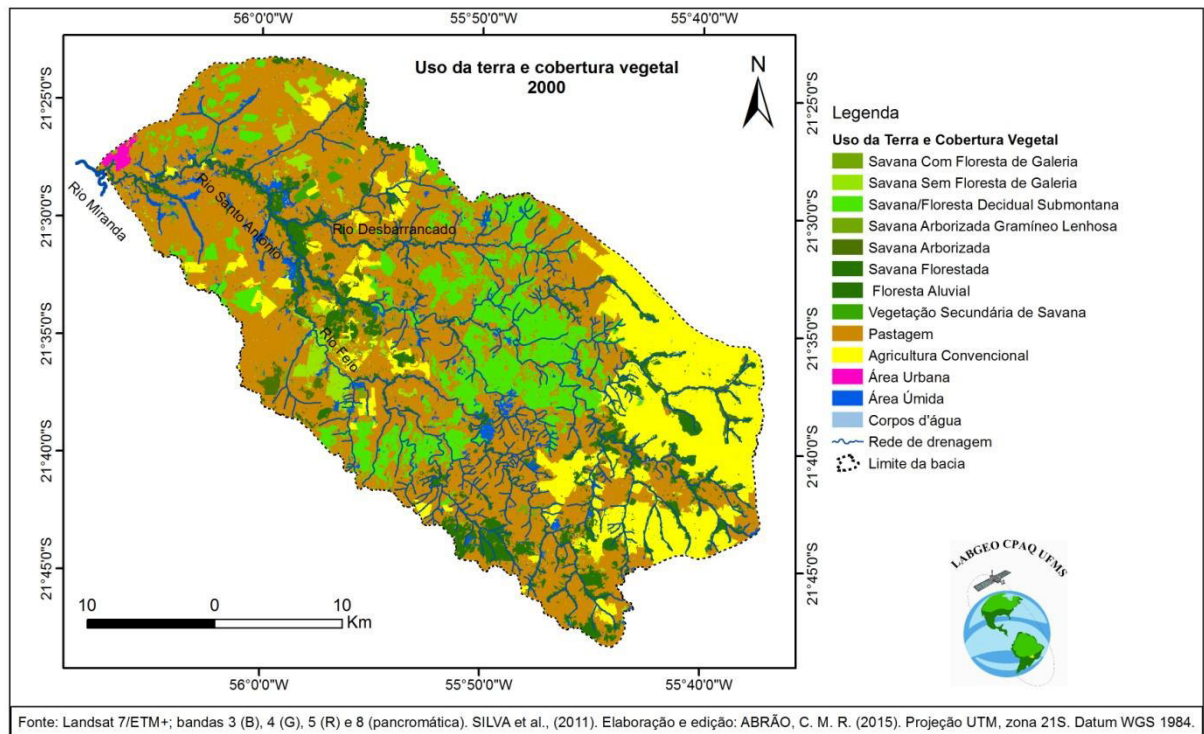 56°0'0"W 55°50'0"W 55°40'0"W
Uso da terra e cobertura vegetal
2000
N
21°25'0"S
21°30'0"S
21°35'0"S
21°40'0"S
21°45'0"S
21°25'0"S
21°30'0"S
21°35'0"S
21°40'0"S
21°45'0"S
Rio Miranda
Rio Santo Antonio
Rio Desbarrancado
Rio Feio
10 0 10
Km
56°0'0"W 55°50'0"W 55°40'0"W
Legenda
Uso da Terra e Cobertura Vegetal
Savana Com Floresta de Galeria
Savana Sem Floresta de Galeria
Savana/Floresta Decidual Submontana
Savana Arborizada Gramíneo Lenhosa
Savana Arborizada
Savana Florestada
Floresta Aluvial
Vegetação Secundária de Savana
Pastagem
Agricultura Convencional
Área Urbana
Área Úmida
Corpos d'água
Rede de drenagem
Limite da bacia
LABGEO CPAQ UFMS
Fonte: Landsat 7/ETM+; bandas 3 (B), 4 (G), 5 (R) e 8 (pancromática). SILVA et al., (2011). Elaboração e edição: ABRÃO, C. M. R. (2015). Projeção UTM, zona 21S. Datum WGS 1984.